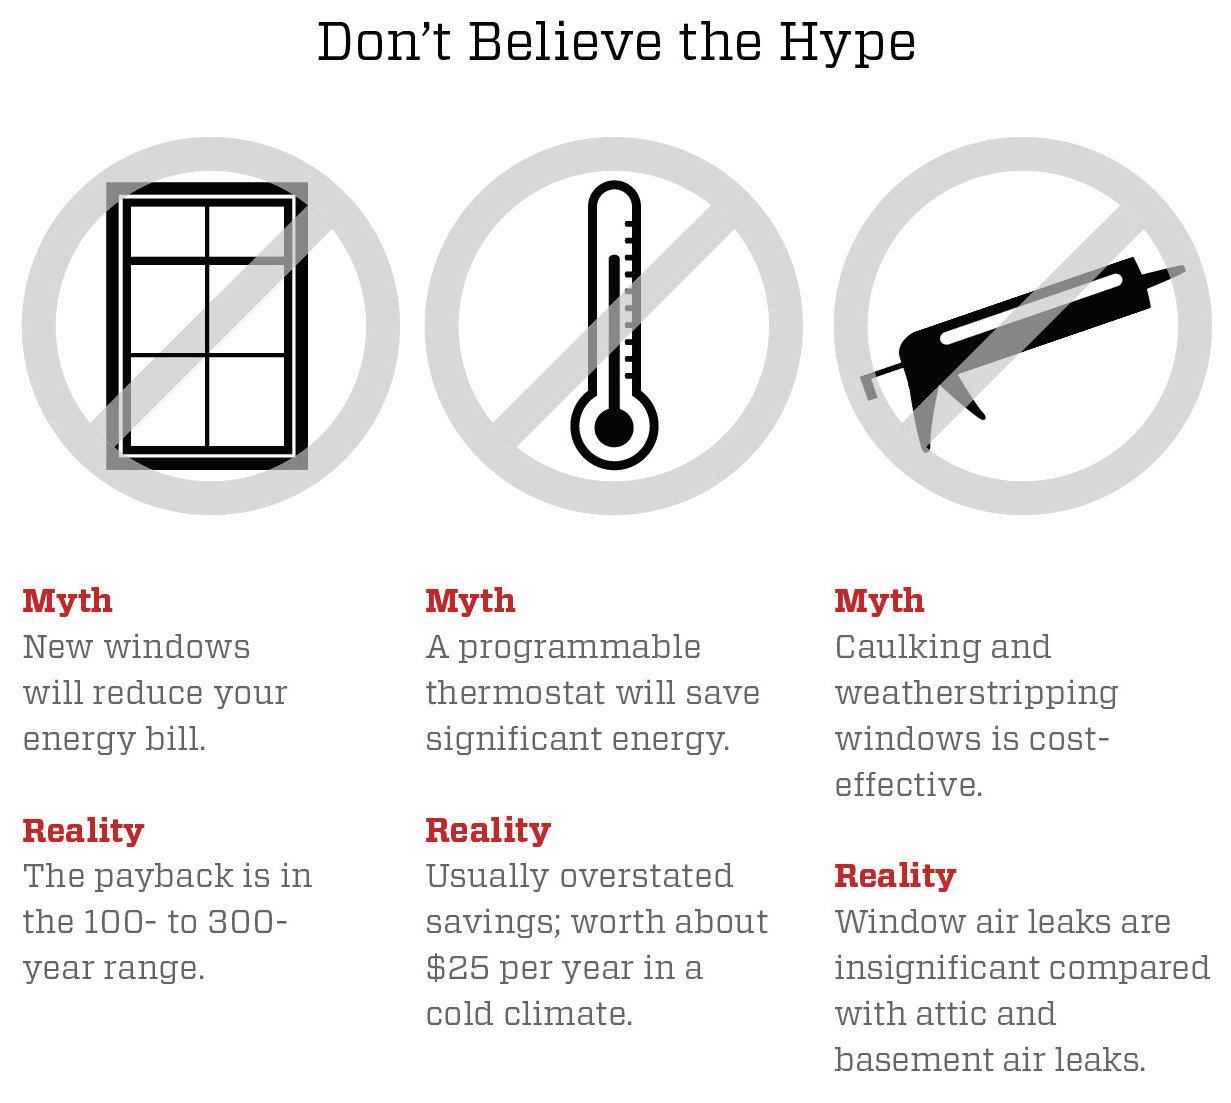 Don't Believe the Hype
Myth
New windows
will reduce your
energy bill.
Reality
The payback is in
the 100- to 300-
year range.
Myth
A programmable
thermostat will save
significant energy.
Reality
Usually overstated
savings; worth about
$25 per year in a
cold climate.
Myth
Caulking and
weatherstripping
windows is cost-
effective.
Reality
Window air leaks are
insignificant compared
with attic and
basement air leaks.